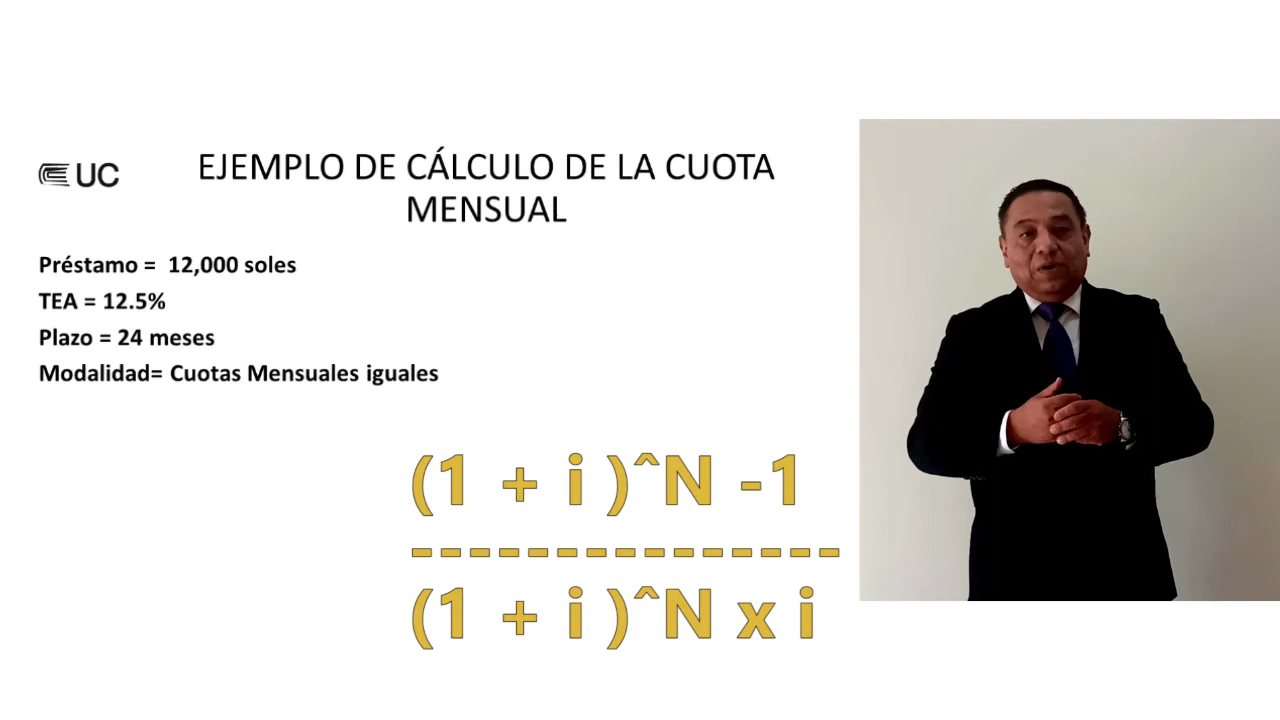 UC
EJEMPLO DE CÁLCULO DE LA CUOTA
MENSUAL
Préstamo =  12,000 soles
TEA = 12.5%
Plazo = 24 meses
Modalidad= Cuotas Mensuales iguales
(1 + i )^N -1
---------------
(1 + i )^N x i